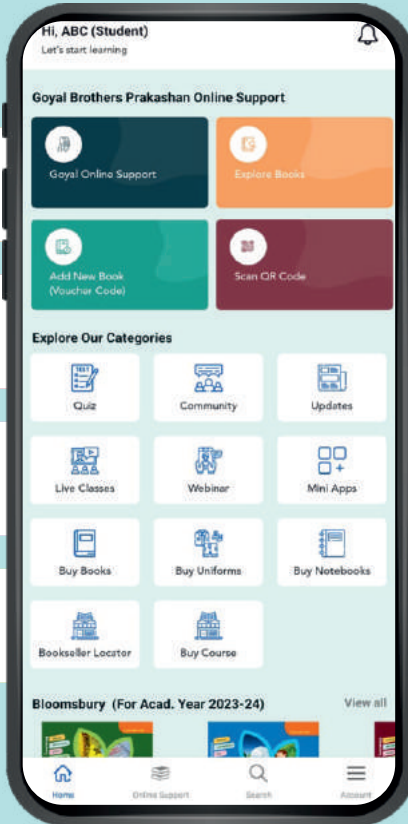 Hi, ABC (Student)
Let's start learning
Goyal Brothers Prakashan Online Support
Goyal Online Support
Explore Books
Add New Book
(Voucher Code)
Scan QR Code
Explore Our Categories
TEST
Quiz
Community
Updates
Live Classes
Webinar
Mini Apps
Buy Books
Buy Uniforms
Buy Notebooks
Bookseller Locator
Buy Course
Bloomsbury (For Acad. Year 2023-24)
View all
Home
Online Support
Search
Account